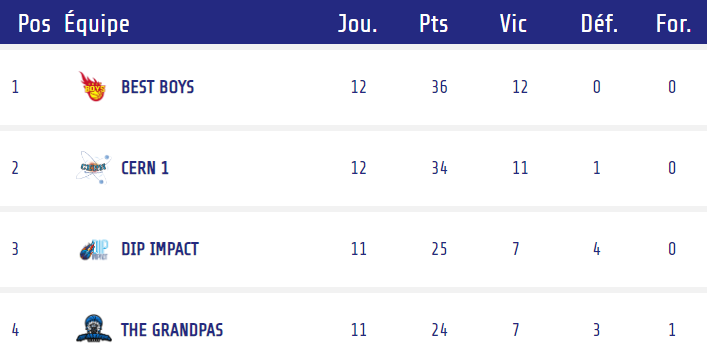 Pos Équipe Jou. Pts Vic Déf. For.
1 BOYS BEST BOYS 12 36 12 0 0
2 CERN 1 12 34 11 1 0
3 DIP IMPACT 11 25 7 4 0
4 THE GRANDPAS 11 24 7 3 1